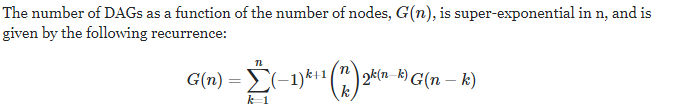 The number of DAGs as a function of the number of nodes, G(n), is super-exponential in n, and is
given by the following recurrence:
G(n) = ∑_{k=1}^{n} (−1)^{k+1} \binom{n}{k} 2^{k(n−k)} G(n − k)